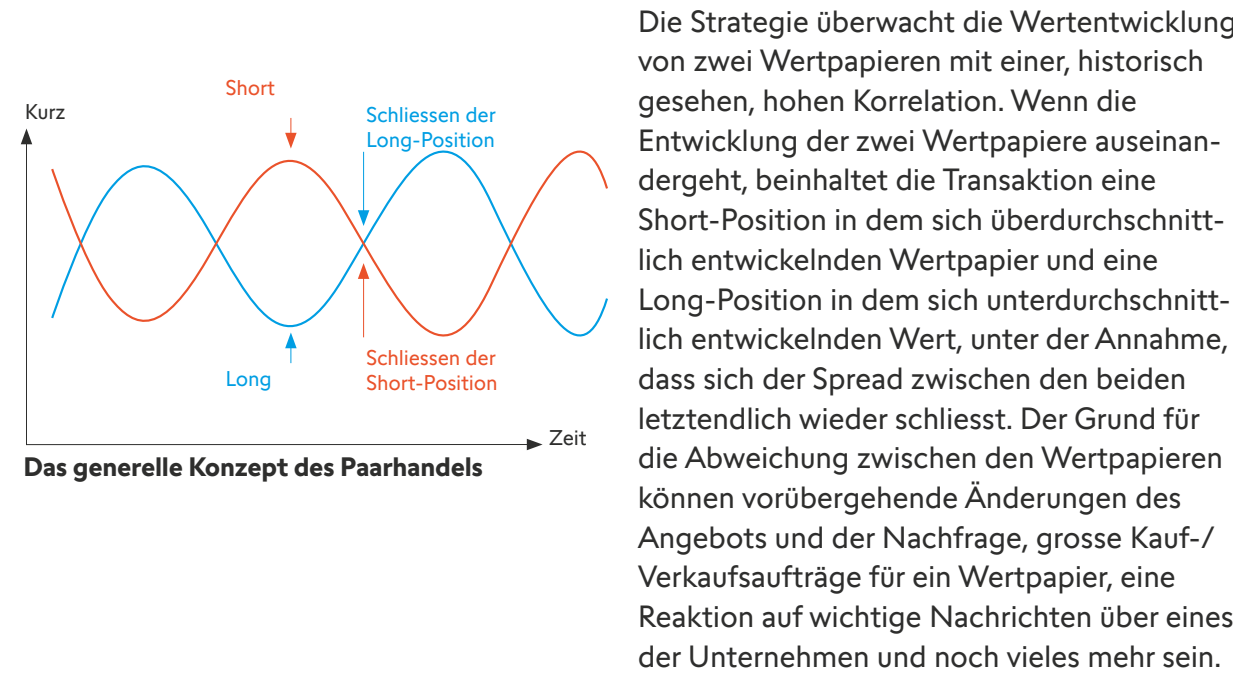 Short
Kurz
Schliessen der
Long-Position
Long
Schliessen der
Short-Position
Zeit
Das generelle Konzept des Paarhandels
Die Strategie überwacht die Wertentwicklung
von zwei Wertpapieren mit einer, historisch
gesehen, hohen Korrelation. Wenn die
Entwicklung der zwei Wertpapiere auseinan-
dergeht, beinhaltet die Transaktion eine
Short-Position in dem sich überdurchschnitt-
lich entwickelnden Wertpapier und eine
Long-Position in dem sich unterdurchschnitt-
lich entwickelnden Wert, unter der Annahme,
dass sich der Spread zwischen den beiden
letztendlich wieder schliesst. Der Grund für
die Abweichung zwischen den Wertpapieren
können vorübergehende Änderungen des
Angebots und der Nachfrage, grosse Kauf-/
Verkaufsaufträge für ein Wertpapier, eine
Reaktion auf wichtige Nachrichten über eines
der Unternehmen und noch vieles mehr sein.